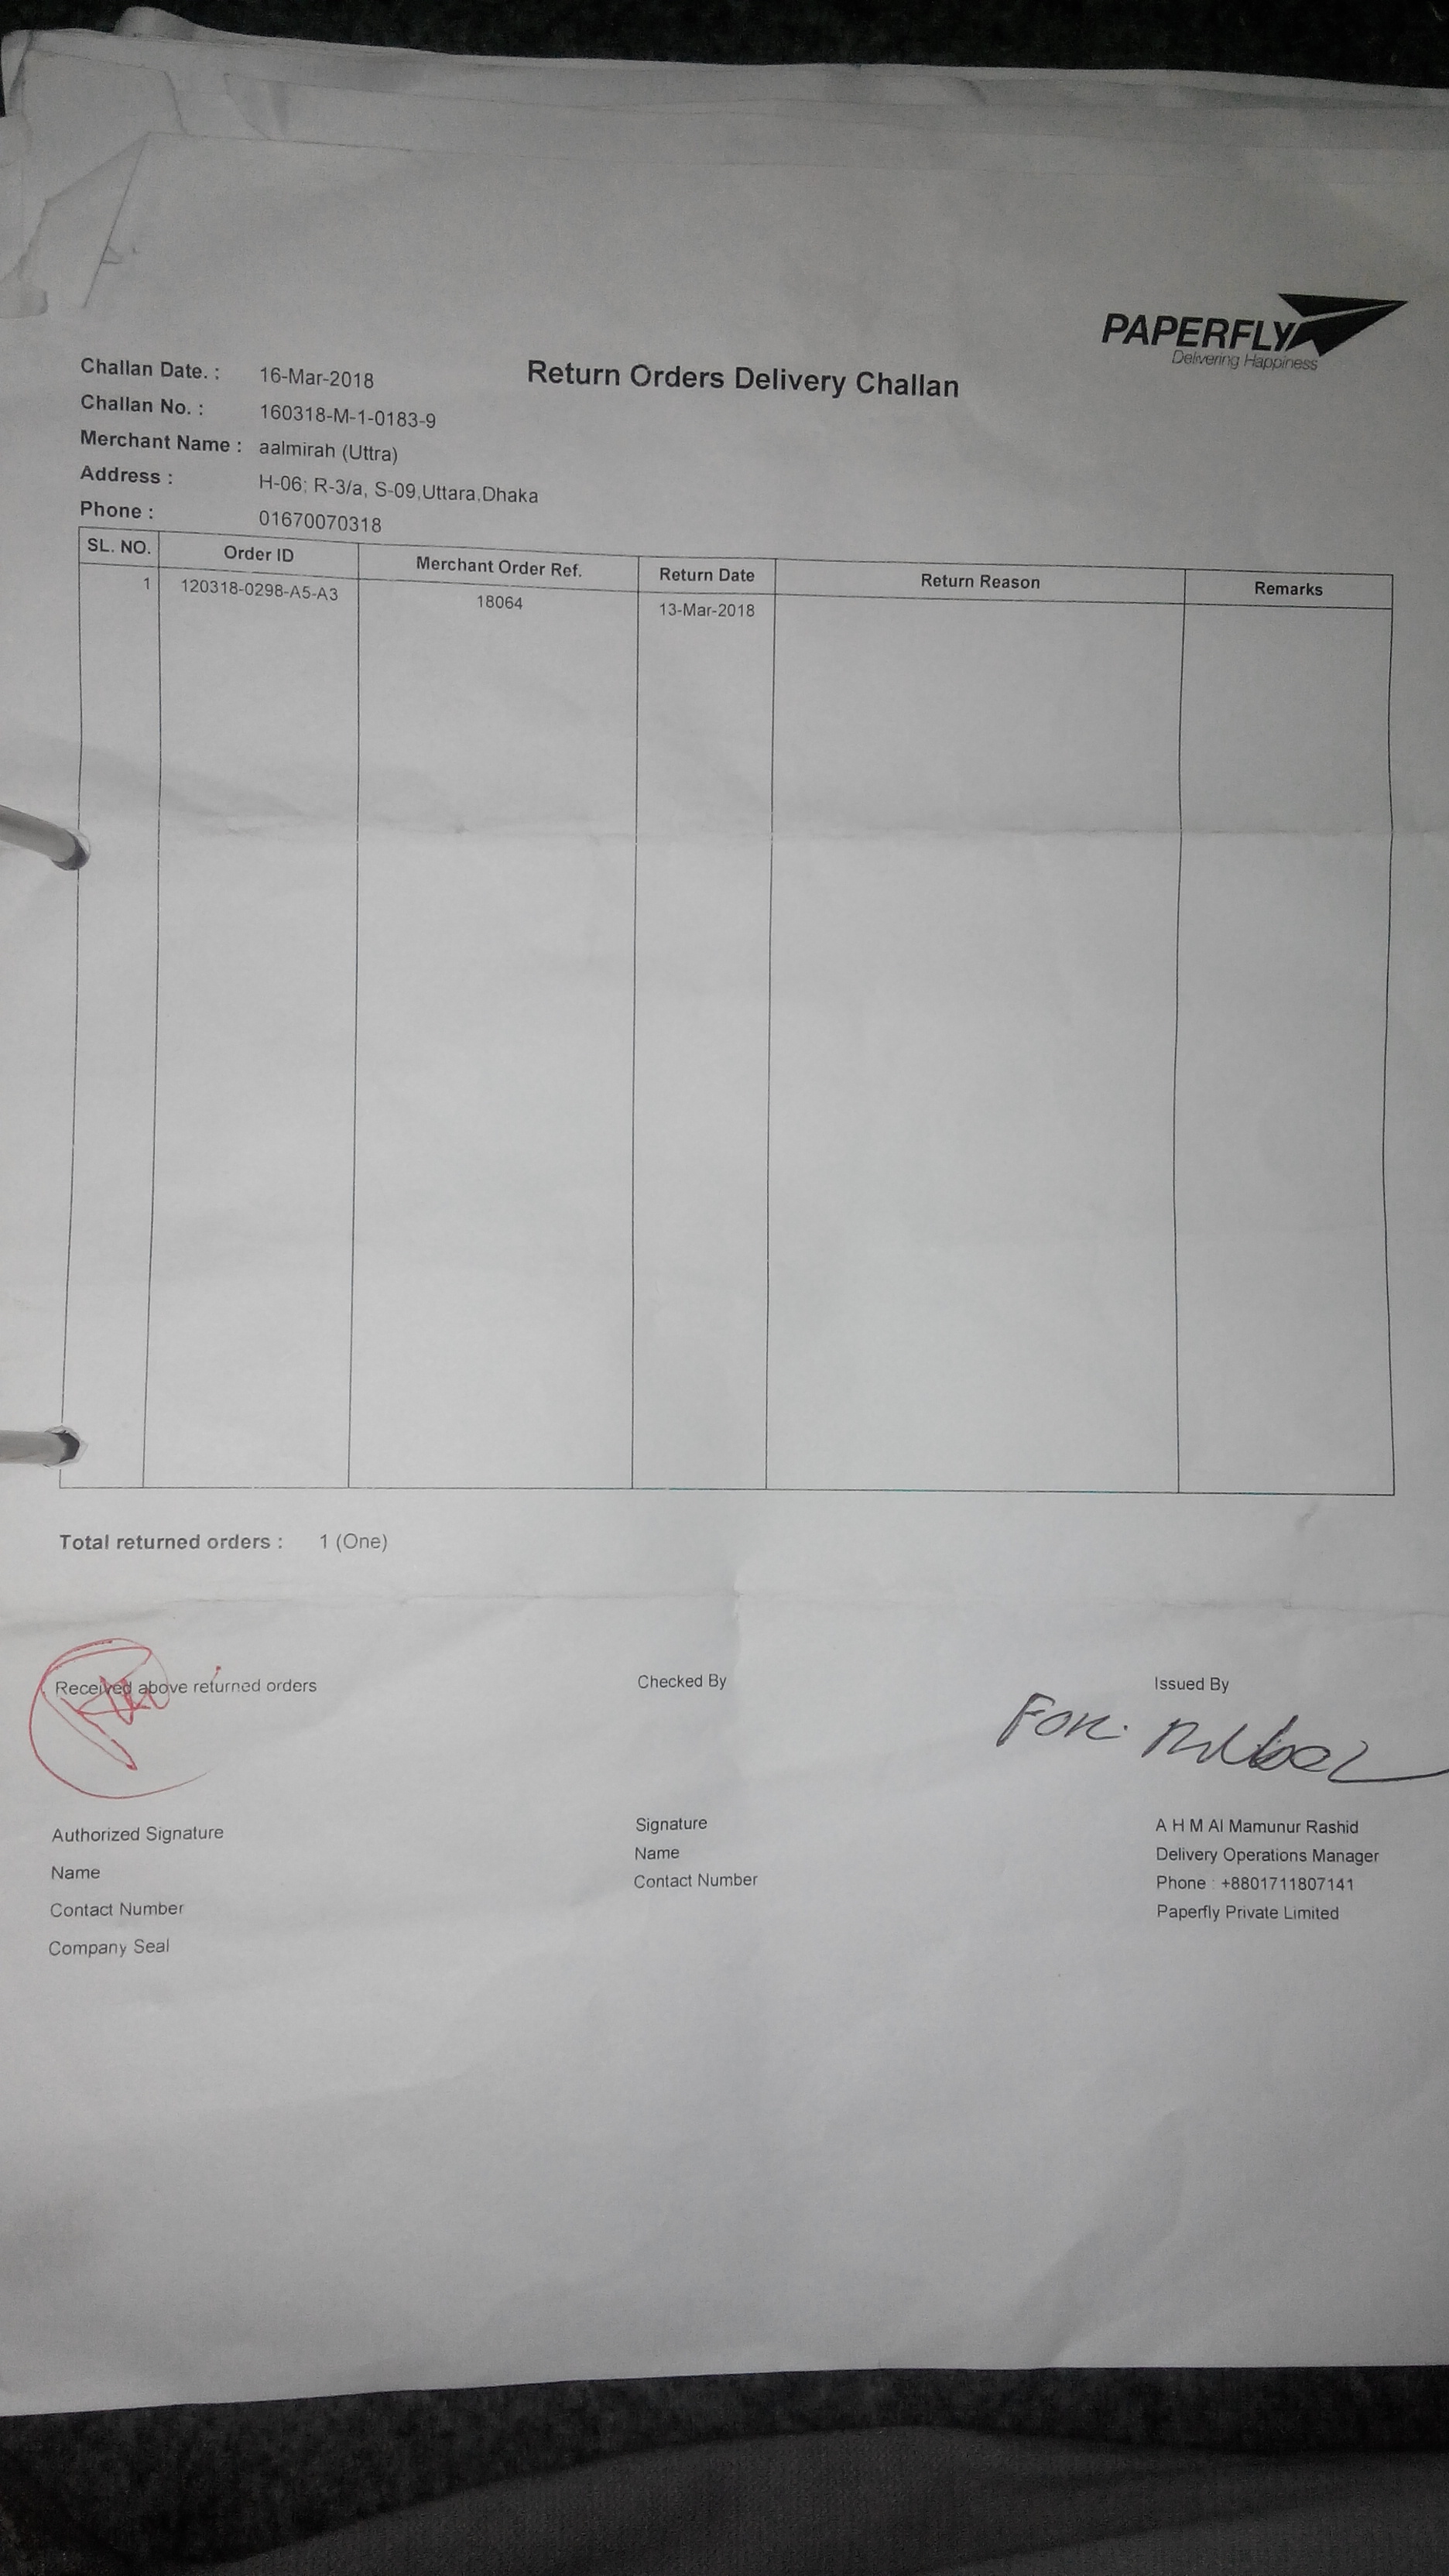 PAPERFLY
Delivering Happiness
Return Orders Delivery Challan
Challan Date. : 16-Mar-2018
Challan No. : 160318-M-1-0183-9
Merchant Name : aalmirah (Uttra)
Address : H-06; R-3/a, S-09,Uttara,Dhaka
Phone : 01670070318
SL. NO. Order ID Merchant Order Ref. Return Date Return Reason Remarks
1 120318-0298-A5-A3 18064 13-Mar-2018
Total returned orders : 1 (One)
Received above returned orders Checked By Issued By
For:
Authorized Signature Signature A H M Al Mamunur Rashid
Name Name Delivery Operations Manager
Contact Number Contact Number Phone : +8801711807141
Company Seal Paperfly Private Limited